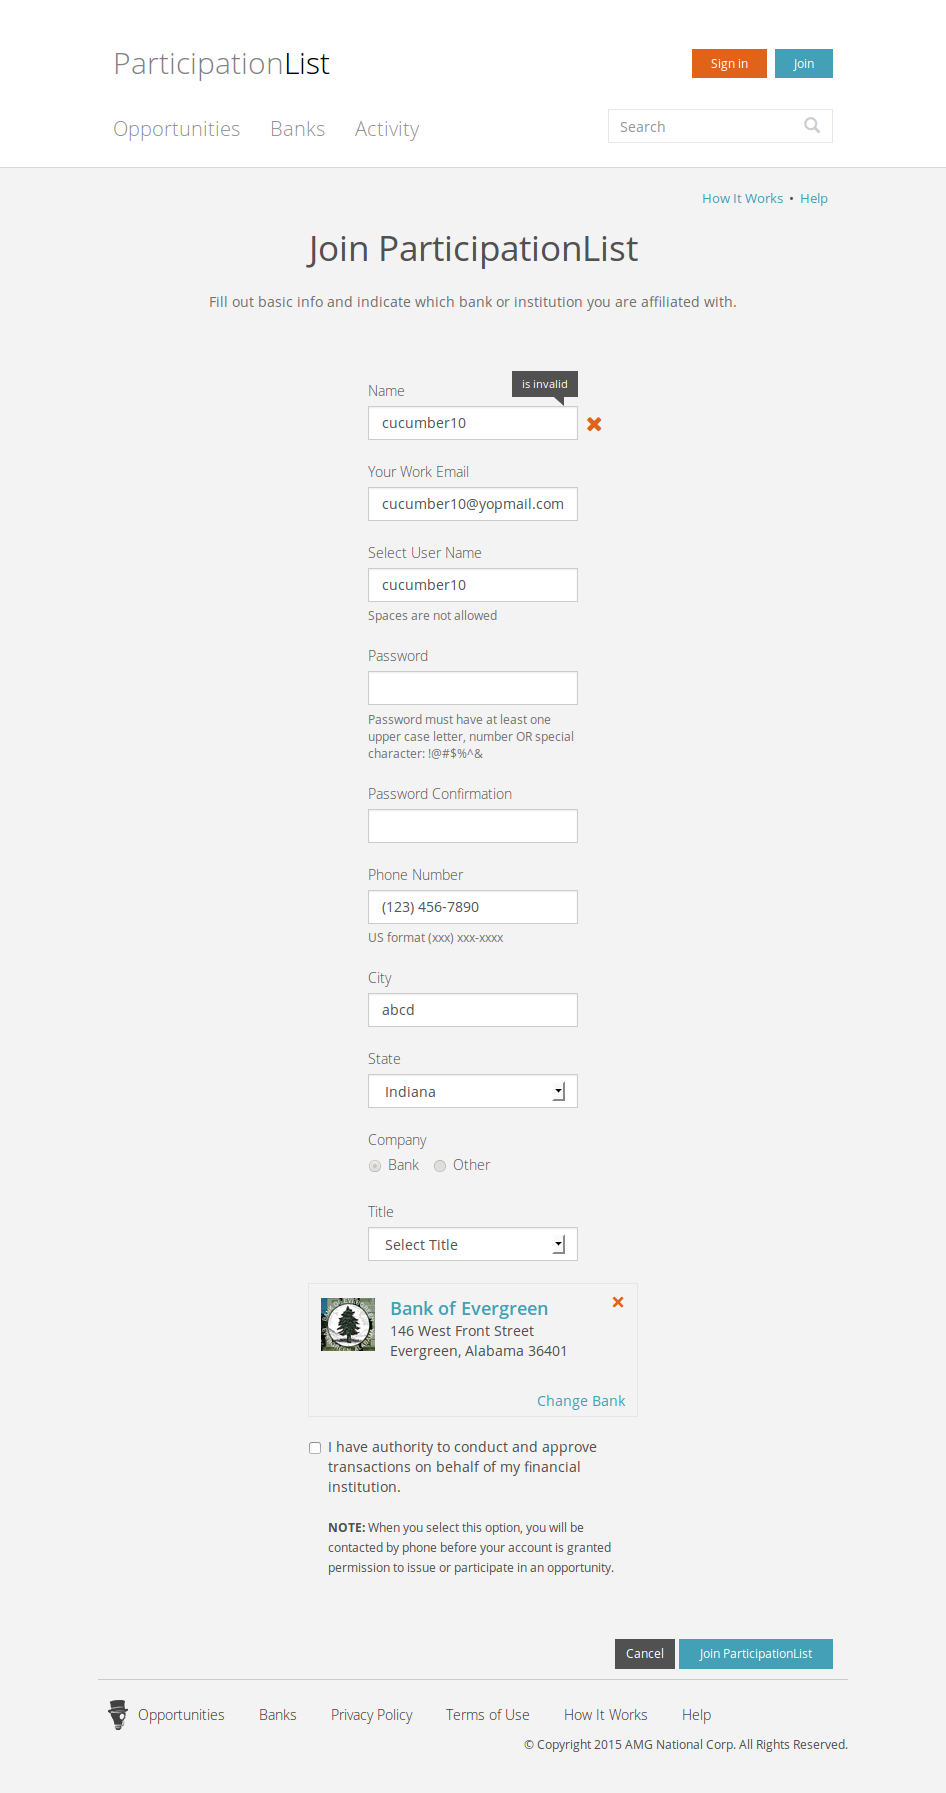 ParticipationList
Sign in
Join
Opportunities Banks Activity
Search
How It Works • Help
Join ParticipationList
Fill out basic info and indicate which bank or institution you are affiliated with.
is invalid
Name
cucumber10
Your Work Email
cucumber10@yopmail.com
Select User Name
cucumber10
Spaces are not allowed
Password
Password must have at least one
upper case letter, number OR special
character: !@#$%^&
Password Confirmation
Phone Number
(123) 456-7890
US format (xxx) xxx-xxxx
City
abcd
State
Indiana
Company
Bank Other
Title
Select Title
Bank of Evergreen
146 West Front Street
Evergreen, Alabama 36401
Change Bank
I have authority to conduct and approve
transactions on behalf of my financial
institution.
NOTE: When you select this option, you will be
contacted by phone before your account is granted
permission to issue or participate in an opportunity.
Cancel
Join ParticipationList
Opportunities Banks Privacy Policy Terms of Use How It Works Help
© Copyright 2015 AMG National Corp. All Rights Reserved.